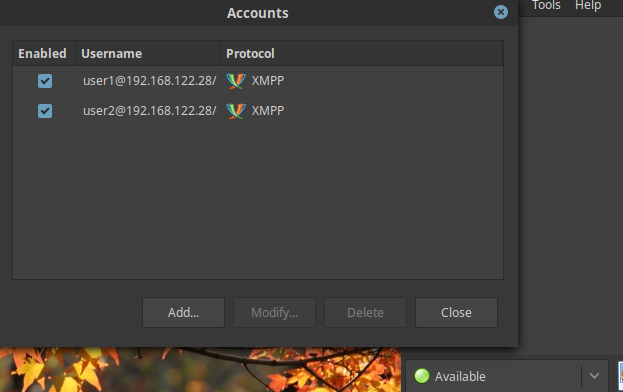 Accounts
Tools Help
Enabled Username Protocol
user1@192.168.122.28/ XMPP
user2@192.168.122.28/ XMPP
Add... Modify... Delete Close
Available